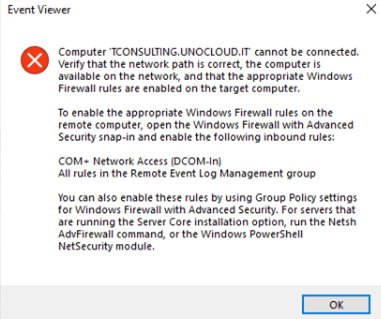 Event Viewer
Computer 'TCONSULTING.UNOCLOUD.IT' cannot be connected.
Verify that the network path is correct, the computer is
available on the network, and that the appropriate Windows
Firewall rules are enabled on the target computer.
To enable the appropriate Windows Firewall rules on the
remote computer, open the Windows Firewall with Advanced
Security snap-in and enable the following inbound rules:
COM+ Network Access (DCOM-In)
All rules in the Remote Event Log Management group
You can also enable these rules by using Group Policy settings
for Windows Firewall with Advanced Security. For servers that
are running the Server Core installation option, run the Netsh
AdvFirewall command, or the Windows PowerShell
NetSecurity module.
OK